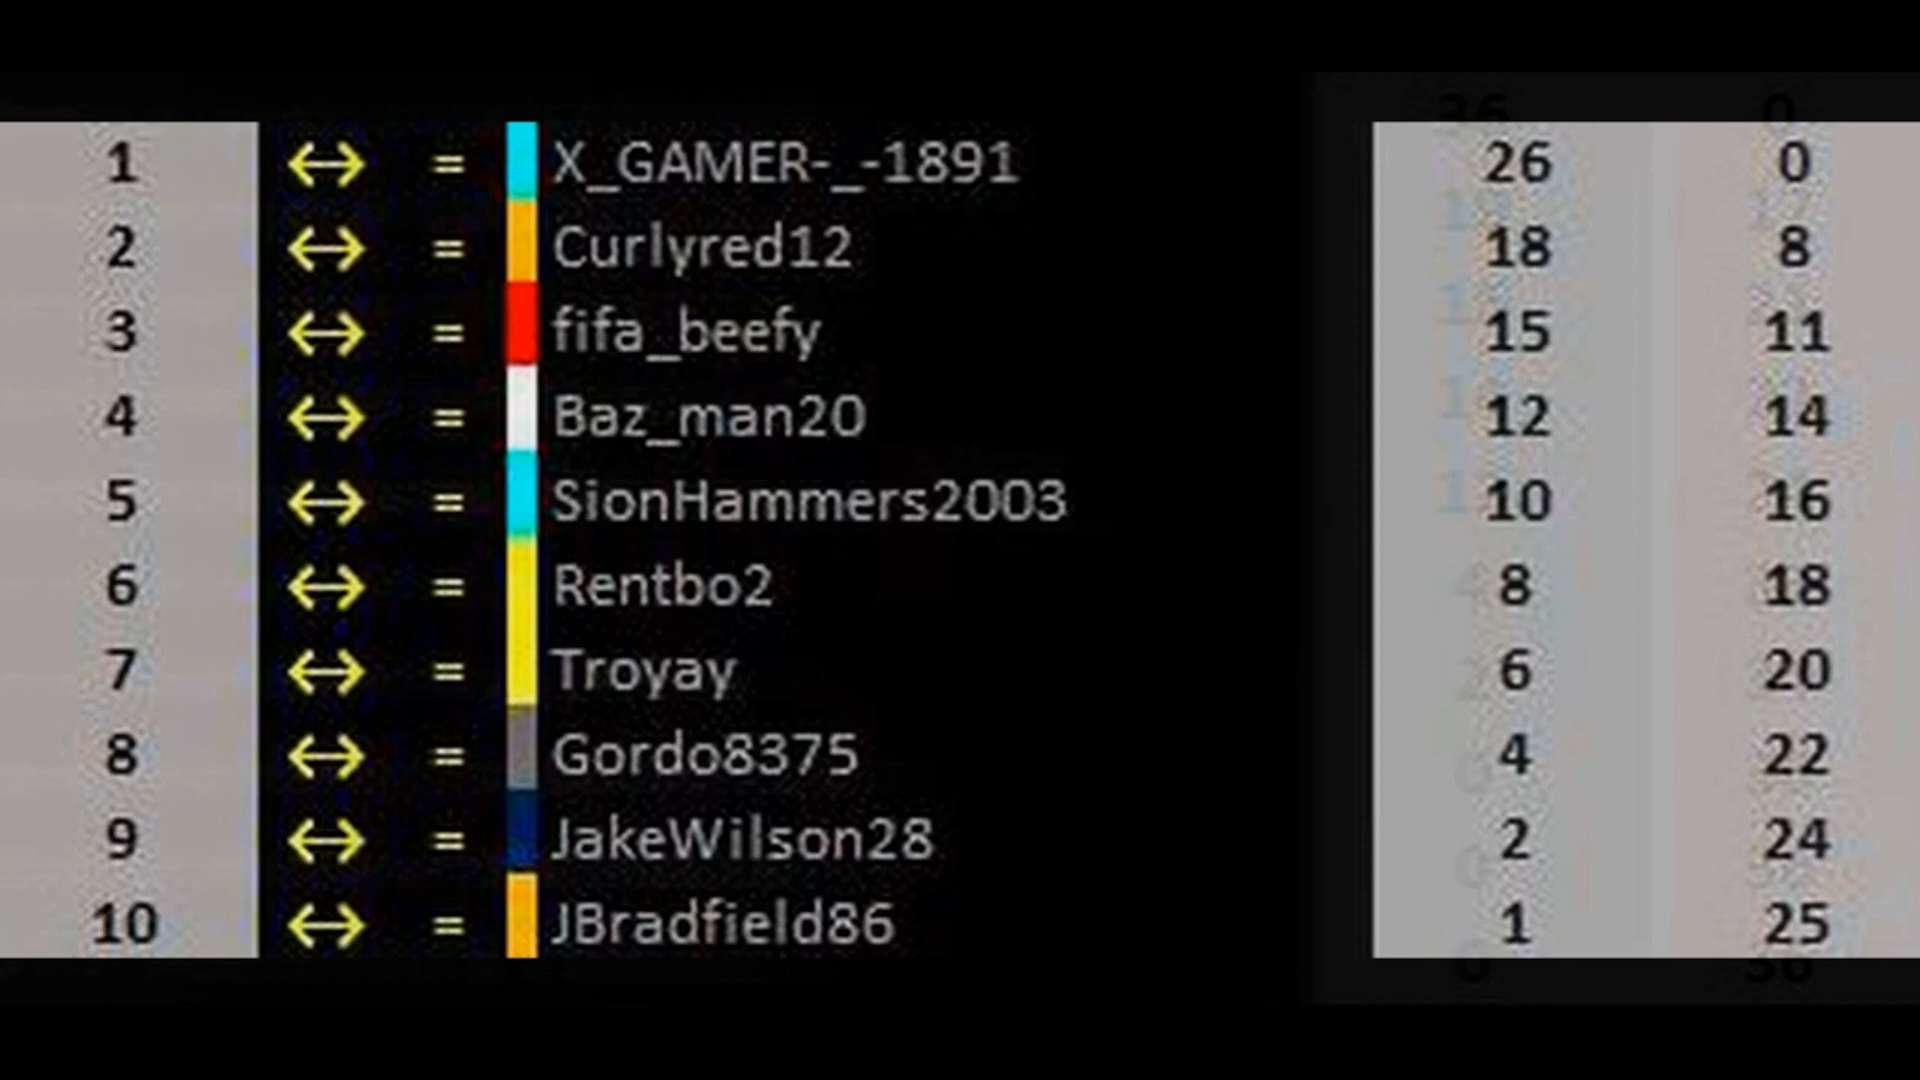 1 ↔ = X_GAMER-_-1891 26 0
2 ↔ = Curlyred12 18 8
3 ↔ = fifa_beefy 15 11
4 ↔ = Baz_man20 12 14
5 ↔ = SionHammers2003 10 16
6 ↔ = Rentbo2 8 18
7 ↔ = Troyay 6 20
8 ↔ = Gordo8375 4 22
9 ↔ = JakeWilson28 2 24
10 ↔ = JBradfield86 1 25